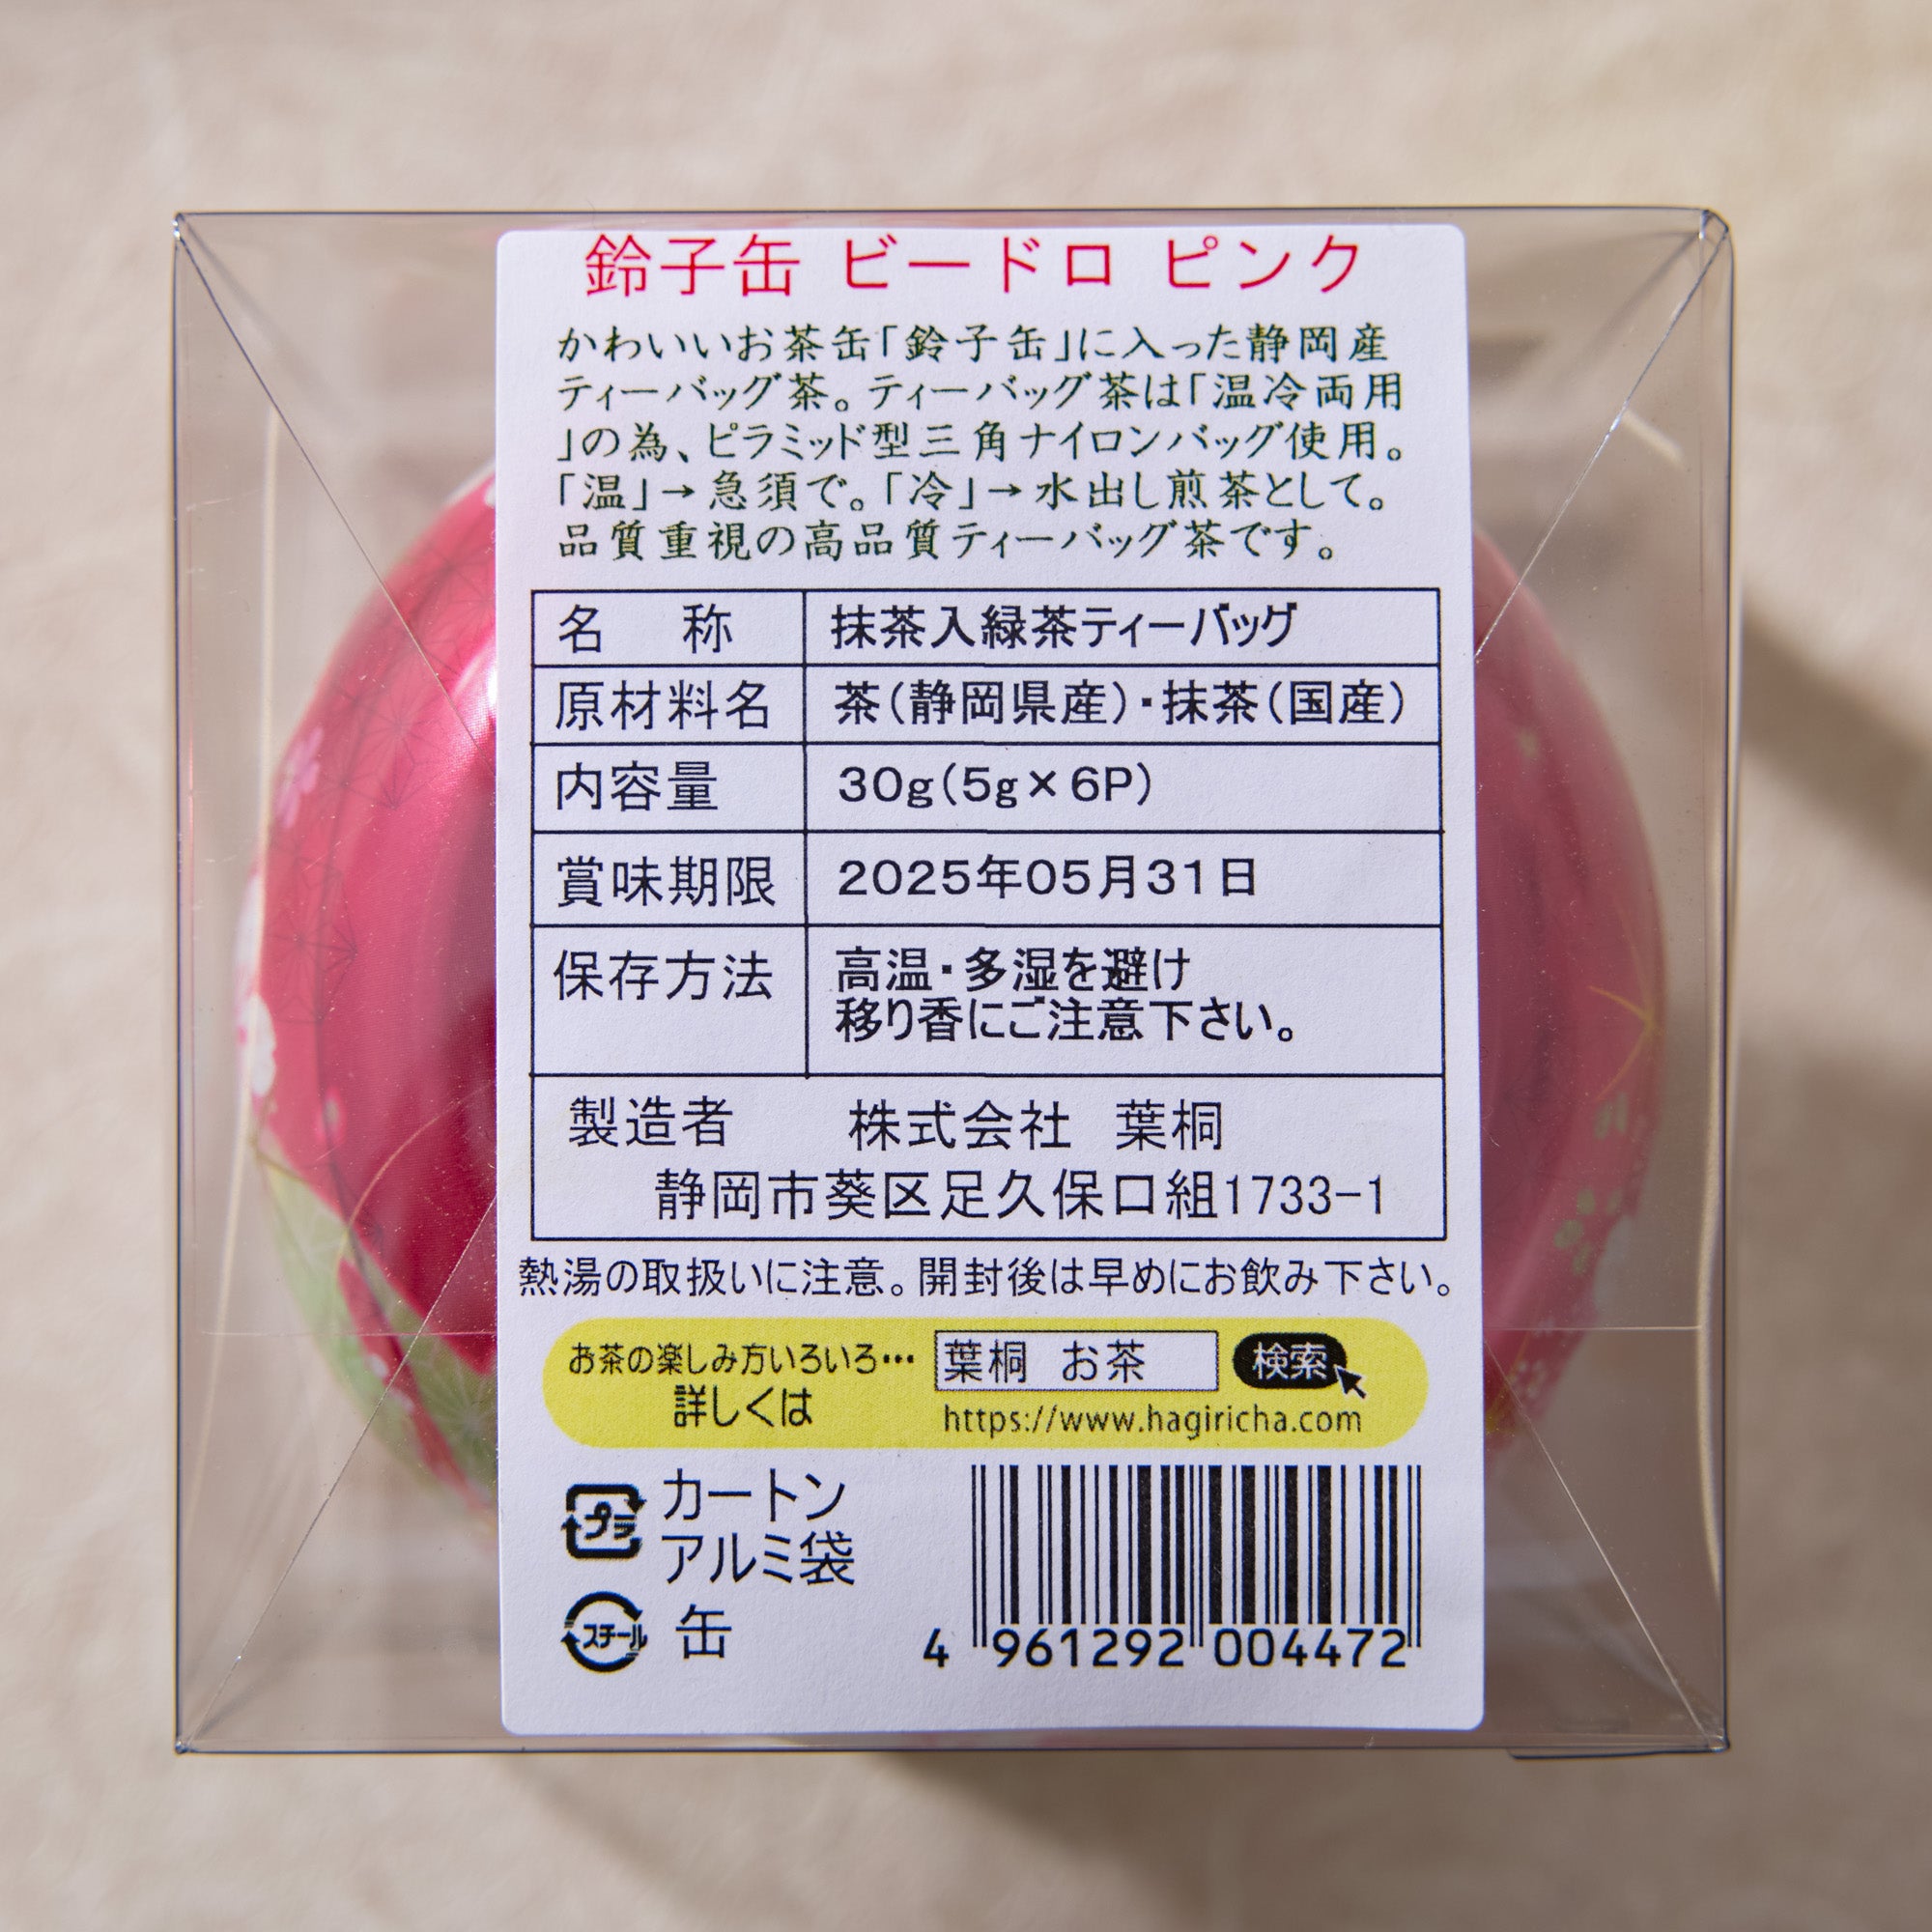 鈴子缶 ビードロ ピンク
かわいいお茶缶「鈴子缶」に入った静岡産
ティーバッグ茶。ティーバッグ茶は「温冷両用
」の為、ピラミッド型三角ナイロンバッグ使用。
「温」→急須で。「冷」→水出し煎茶として。
品質重視の高品質ティーバッグ茶です。
名 称 抹茶入緑茶ティーバッグ
原材料名 茶(静岡県産)・抹茶(国産)
内容量 30g(5g×6P)
賞味期限 2025年05月31日
保存方法 高温・多湿を避け
移り香にご注意下さい。
製造者 株式会社 葉桐
静岡市葵区足久保口組1733-1
熱湯の取扱いに注意。開封後は早めにお飲み下さい。
お茶の楽しみ方いろいろ… 葉桐 お茶 検索
詳しくは https://www.hagiricha.com
プラ カートン
アルミ袋
スチール 缶
4 961292 004472